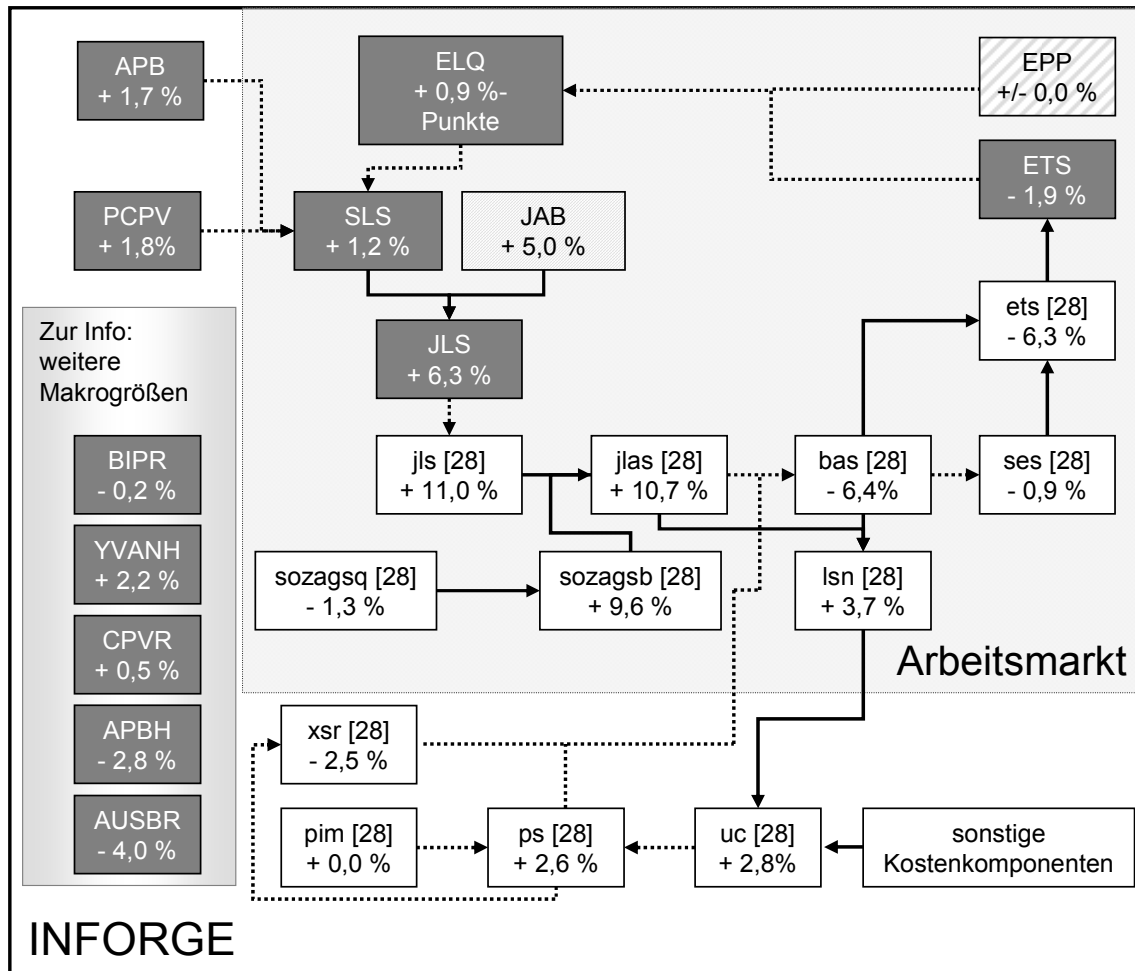 APB
+ 1,7 %
ELQ
+ 0,9 %-
Punkte
EPP
+/- 0,0 %
ETS
- 1,9 %
PCPV
+ 1,8%
SLS
+ 1,2 %
JAB
+ 5,0 %
ets [28]
- 6,3 %
Zur Info:
weitere
Makrogrößen
JLS
+ 6,3 %
BIPR
- 0,2 %
jls [28]
+ 11,0 %
jlas [28]
+ 10,7 %
bas [28]
- 6,4%
ses [28]
- 0,9 %
YVANH
+ 2,2 %
sozagsq [28]
- 1,3 %
sozagsb [28]
+ 9,6 %
lsn [28]
+ 3,7 %
CPVR
+ 0,5 %
Arbeitsmarkt
APBH
- 2,8 %
xsr [28]
- 2,5 %
AUSBR
- 4,0 %
pim [28]
+ 0,0 %
ps [28]
+ 2,6 %
uc [28]
+ 2,8%
sonstige
Kostenkomponenten
INFORGE